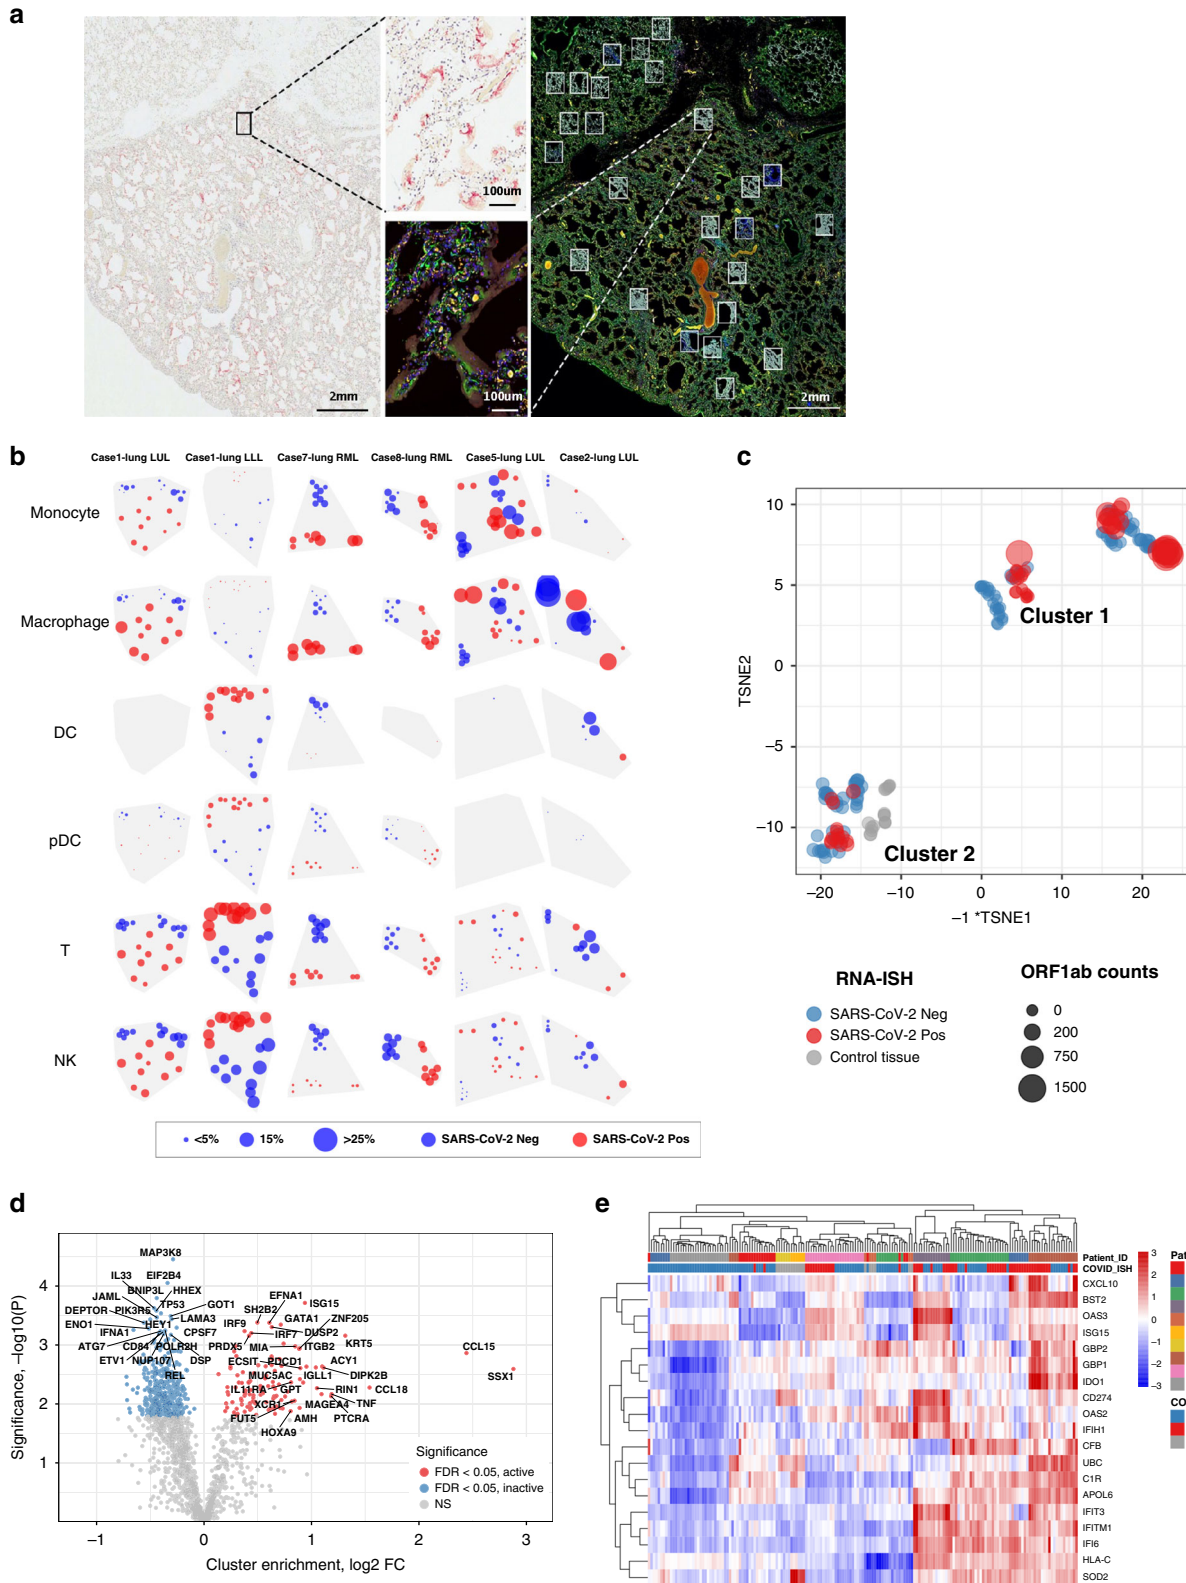 a
100um
2mm
100um
2mm
b
Case1-lung LUL Case1-lung LLL Case7-lung RML Case8-lung RML Case5-lung LUL Case2-lung LUL
Monocyte
Macrophage
DC
pDC
T
NK
<5% 15% >25% SARS-CoV-2 Neg SARS-CoV-2 Pos
c
10
5
0
−5
−10
TSNE2
Cluster 1
Cluster 2
−20 −10 0 10 20
−1 *TSNE1
RNA-ISH
SARS-CoV-2 Neg
SARS-CoV-2 Pos
Control tissue
ORF1ab counts
0
200
750
1500
d
Significance, −log10(P)
4
3
2
1
MAP3K8
IL33 EIF2B4
BNIP3L HHEX
JAML
TP53
DEPTOR PIK3R5 GOT1
ENO1 HEY1 LAMA3
IFNA1 CPSF7
ATG7 CD84 POLR2H
ETV1 NUP107 DSP
REL
EFNA1
ISG15
SH2B2 GATA1 ZNF205
IRF9
IRF7 DUSP2
PRDX5 MIA ITGB2 KRT5
CCL15
ECSIT PDCD1 ACY1
SSX1
MUC5AC IGLL1 DIPK2B
IL11RA GPT RIN1 CCL18
XCR1 MAGEA4 TNF
FUT5 AMH PTCRA
HOXA9
Significance
FDR < 0.05, active
FDR < 0.05, inactive
NS
−1 0 1 2 3
Cluster enrichment, log2 FC
e
Patient_ID
COVID_ISH
CXCL10
BST2
OAS3
ISG15
GBP2
GBP1
IDO1
CD274
OAS2
IFIH1
CFB
UBC
C1R
APOL6
IFIT3
IFITM1
IFI6
HLA-C
SOD2
3
2
1
0
−1
−2
−3
Pat
CO